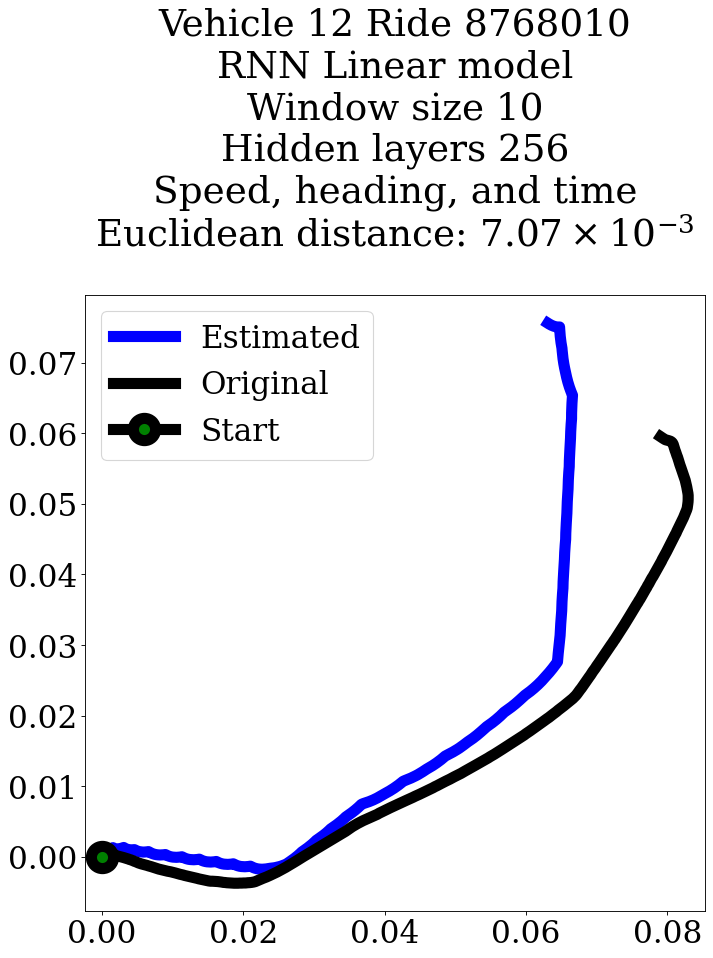 Vehicle 12 Ride 8768010
RNN Linear model
Window size 10
Hidden layers 256
Speed, heading, and time
Euclidean distance: 7.07 × 10⁻³
Estimated
Original
Start
0.07
0.06
0.05
0.04
0.03
0.02
0.01
0.00
0.00 0.02 0.04 0.06 0.08